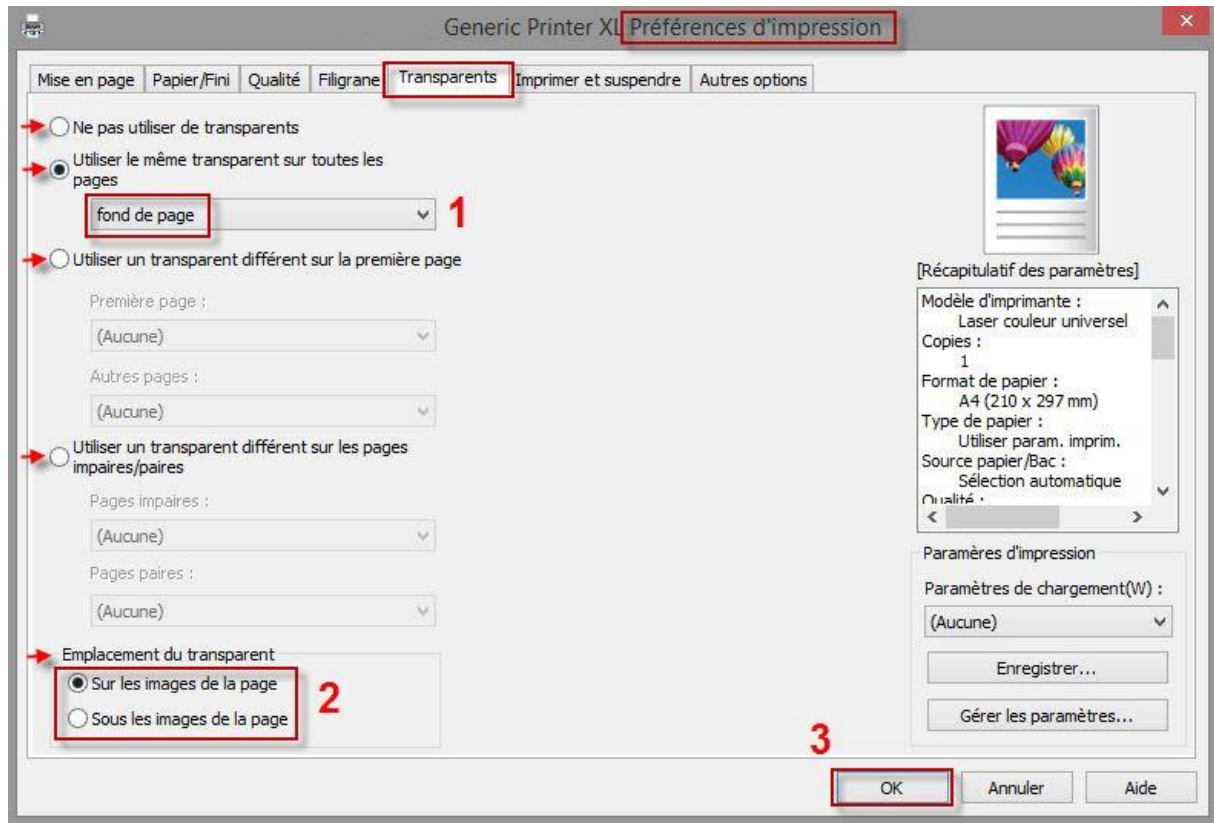 Generic Printer XL Préférences d'impression
Mise en page Papier/Fini Qualité Filigrane Transparents Imprimer et suspendre Autres options
Ne pas utiliser de transparents
Utiliser le même transparent sur toutes les
pages
fond de page
1
Utiliser un transparent différent sur la première page
Première page :
(Aucune)
Autres pages :
(Aucune)
Utiliser un transparent différent sur les pages
impaires/paires
Pages impaires :
(Aucune)
Pages paires :
(Aucune)
Emplacement du transparent
Sur les images de la page
Sous les images de la page
2
[Récapitulatif des paramètres]
Modèle d'imprimante :
Laser couleur universel
Copies :
1
Format de papier :
A4 (210 x 297 mm)
Type de papier :
Utiliser param. imprim.
Source papier/Bac :
Sélection automatique
Qualité :
Paramères d'impression
Paramètres de chargement(W) :
(Aucune)
Enregistrer...
Gérer les paramètres...
3
OK Annuler Aide